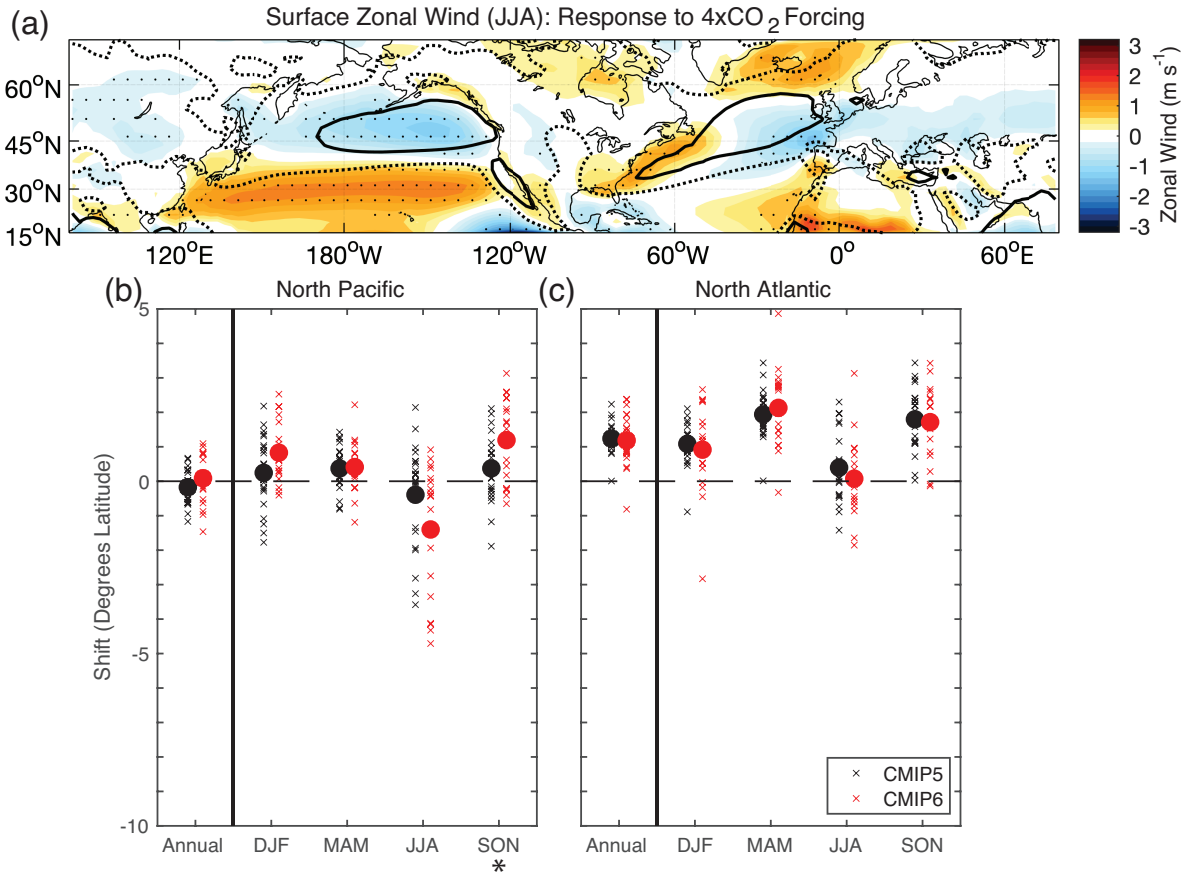 (a) Surface Zonal Wind (JJA): Response to 4xCO2 Forcing
60°N
45°N
30°N
15°N
120°E 180°W 120°W 60°W 0° 60°E
3
2
1
0
-1
-2
-3
Zonal Wind (m s-1)
(b) North Pacific
(c) North Atlantic
5
0
-5
-10
Shift (Degrees Latitude)
Annual DJF MAM JJA SON
*
Annual DJF MAM JJA SON
CMIP5
CMIP6